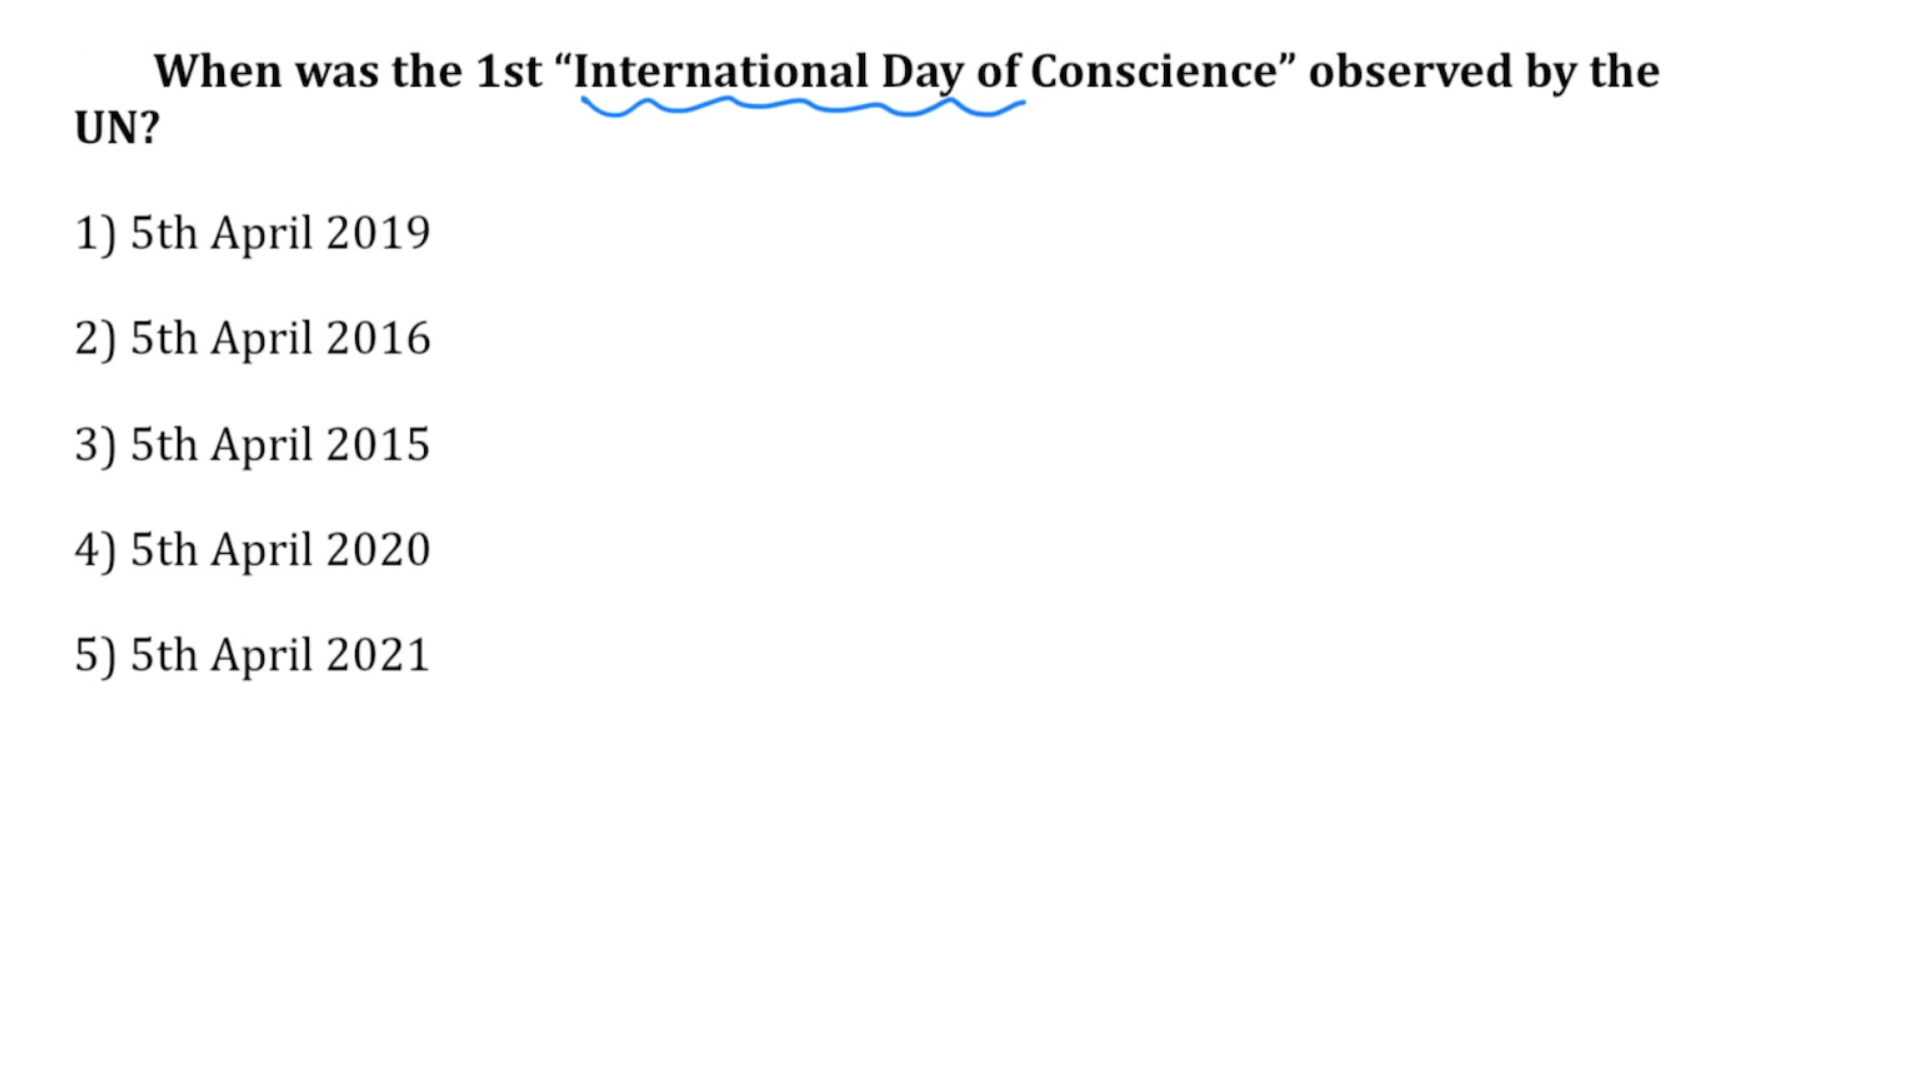 When was the 1st “International Day of Conscience” observed by the
UN?
1) 5th April 2019
2) 5th April 2016
3) 5th April 2015
4) 5th April 2020
5) 5th April 2021